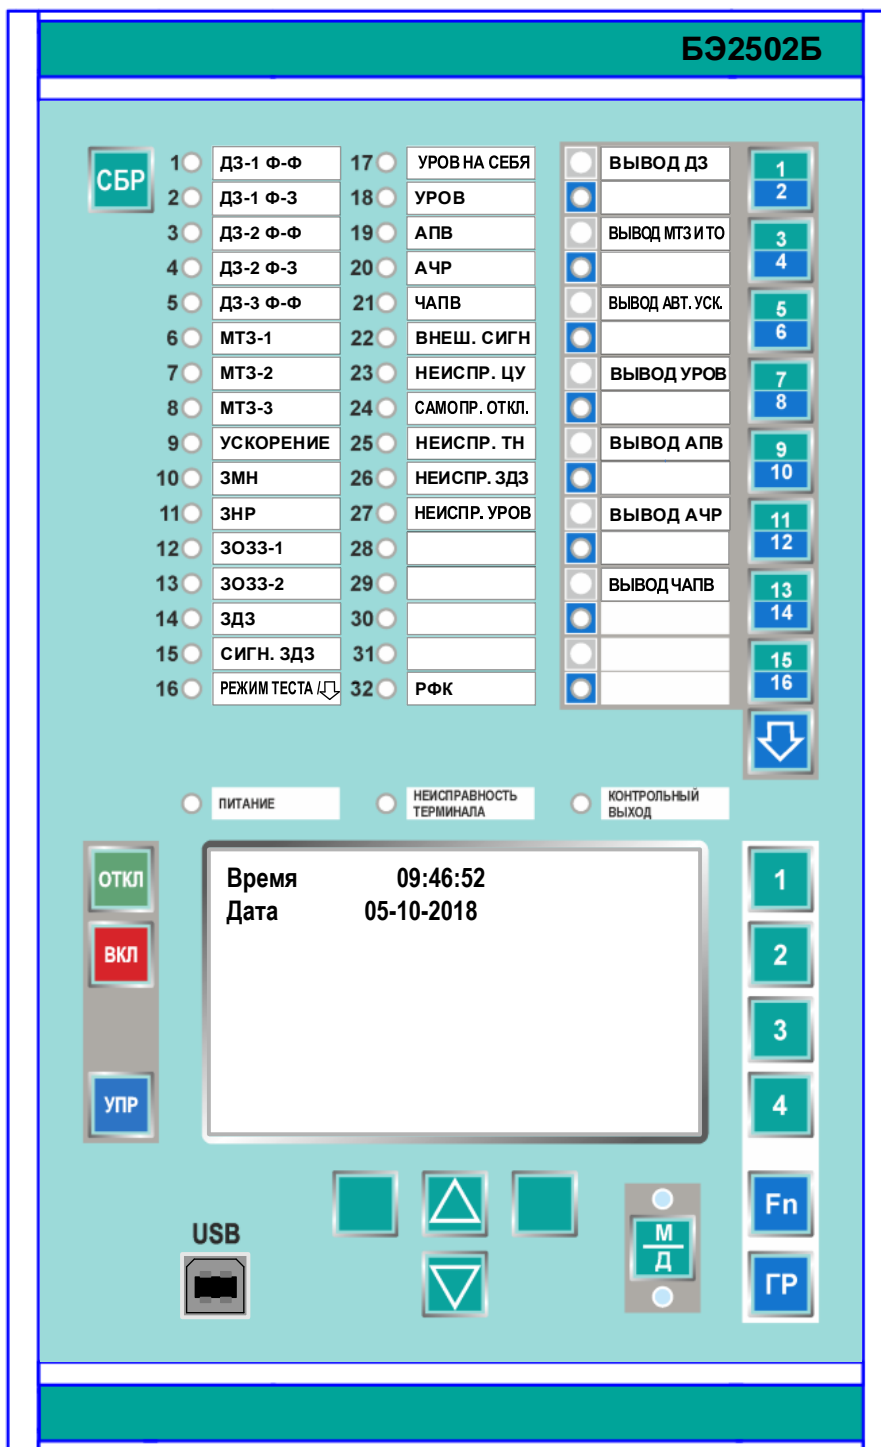 БЭ2502Б
СБР
1 ДЗ-1 Ф-Ф
2 ДЗ-1 Ф-З
3 ДЗ-2 Ф-Ф
4 ДЗ-2 Ф-З
5 ДЗ-3 Ф-Ф
6 МТЗ-1
7 МТЗ-2
8 МТЗ-3
9 УСКОРЕНИЕ
10 ЗМН
11 ЗНР
12 ЗОЗЗ-1
13 ЗОЗЗ-2
14 ЗДЗ
15 СИГН. ЗДЗ
16 РЕЖИМ ТЕСТА /
17 УРОВ НА СЕБЯ
18 УРОВ
19 АПВ
20 АЧР
21 ЧАПВ
22 ВНЕШ. СИГН
23 НЕИСПР. ЦУ
24 САМОПР. ОТКЛ.
25 НЕИСПР. ТН
26 НЕИСПР. ЗДЗ
27 НЕИСПР. УРОВ
28
29
30
31
32 РФК
ВЫВОД ДЗ
ВЫВОД МТЗ И ТО
ВЫВОД АВТ. УСК.
ВЫВОД УРОВ
ВЫВОД АПВ
ВЫВОД АЧР
ВЫВОД ЧАПВ
1
2
3
4
5
6
7
8
9
10
11
12
13
14
15
16
ПИТАНИЕ
НЕИСПРАВНОСТЬ
ТЕРМИНАЛА
КОНТРОЛЬНЫЙ
ВЫХОД
ОТКЛ
ВКЛ
УПР
Время 09:46:52
Дата 05-10-2018
1
2
3
4
Fn
ГР
М
Д
USB